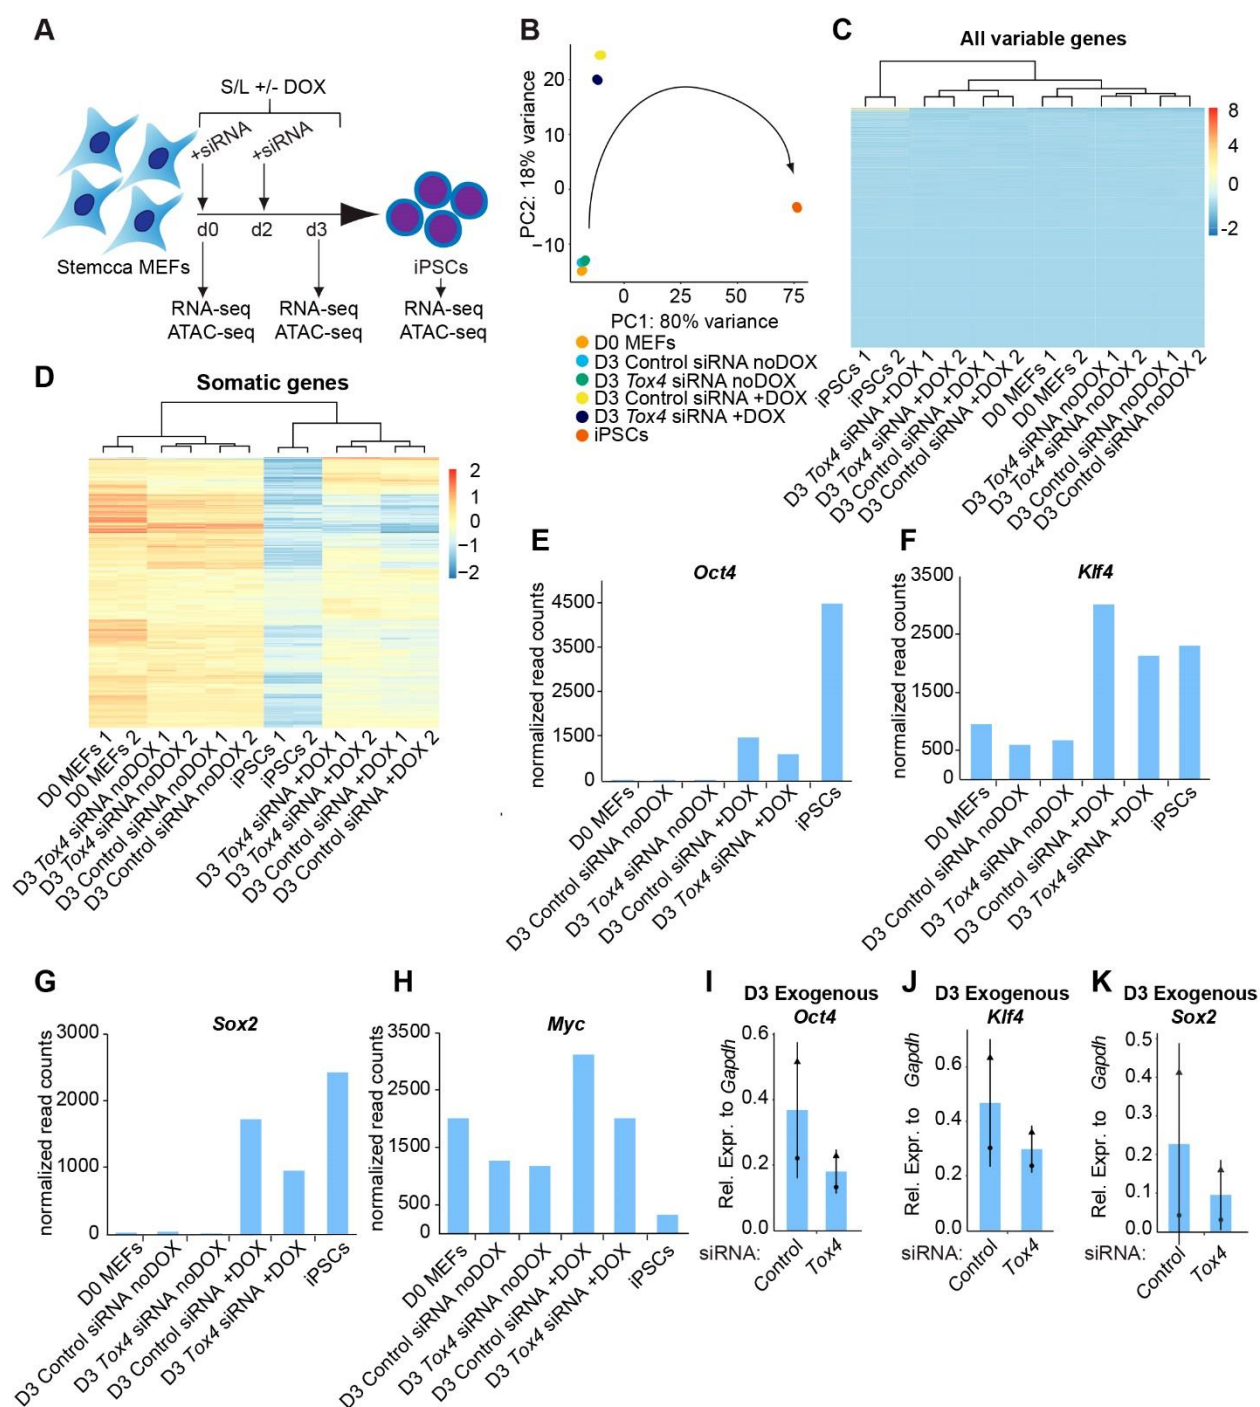 A
S/L +/- DOX
+siRNA
+siRNA
d0
d2
d3
Stemcca MEFs
iPSCs
RNA-seq
ATAC-seq
RNA-seq
ATAC-seq
RNA-seq
ATAC-seq
B
PC2: 18% variance
20
10
0
−10
0
25
50
75
PC1: 80% variance
D0 MEFs
D3 Control siRNA noDOX
D3 Tox4 siRNA noDOX
D3 Control siRNA +DOX
D3 Tox4 siRNA +DOX
iPSCs
C
All variable genes
8
6
4
2
0
-2
iPSCs 1
iPSCs 2
D3 Tox4 siRNA +DOX 1
D3 Tox4 siRNA +DOX 2
D3 Control siRNA +DOX 1
D3 Control siRNA +DOX 2
D0 MEFs 1
D0 MEFs 2
D3 Tox4 siRNA noDOX 1
D3 Tox4 siRNA noDOX 2
D3 Control siRNA noDOX 1
D3 Control siRNA noDOX 2
D
Somatic genes
2
1
0
−1
−2
D0 MEFs 1
D0 MEFs 2
D3 Tox4 siRNA noDOX 1
D3 Tox4 siRNA noDOX 2
D3 Control siRNA noDOX 1
D3 Control siRNA noDOX 2
iPSCs 1
iPSCs 2
D3 Tox4 siRNA +DOX 1
D3 Tox4 siRNA +DOX 2
D3 Control siRNA +DOX 1
D3 Control siRNA +DOX 2
E
Oct4
normalized read counts
4500
3500
2500
1500
0
D0 MEFs
D3 Control siRNA noDOX
D3 Tox4 siRNA noDOX
D3 Control siRNA +DOX
D3 Tox4 siRNA +DOX
iPSCs
F
Klf4
normalized read counts
3500
2500
1500
500
0
D0 MEFs
D3 Control siRNA noDOX
D3 Tox4 siRNA noDOX
D3 Control siRNA +DOX
D3 Tox4 siRNA +DOX
iPSCs
G
Sox2
normalized read counts
3000
2000
1000
0
D0 MEFs
D3 Control siRNA noDOX
D3 Tox4 siRNA noDOX
D3 Control siRNA +DOX
D3 Tox4 siRNA +DOX
iPSCs
H
Myc
normalized read counts
3500
2500
1500
500
0
D0 MEFs
D3 Control siRNA noDOX
D3 Tox4 siRNA noDOX
D3 Control siRNA +DOX
D3 Tox4 siRNA +DOX
iPSCs
I
D3 Exogenous
Oct4
Rel. Expr. to Gapdh
0.6
0.4
0.2
0.0
siRNA:
Control
Tox4
J
D3 Exogenous
Klf4
Rel. Expr. to Gapdh
0.6
0.4
0.2
0.0
siRNA:
Control
Tox4
K
D3 Exogenous
Sox2
Rel. Expr. to Gapdh
0.5
0.4
0.3
0.2
0.1
0.0
siRNA:
Control
Tox4